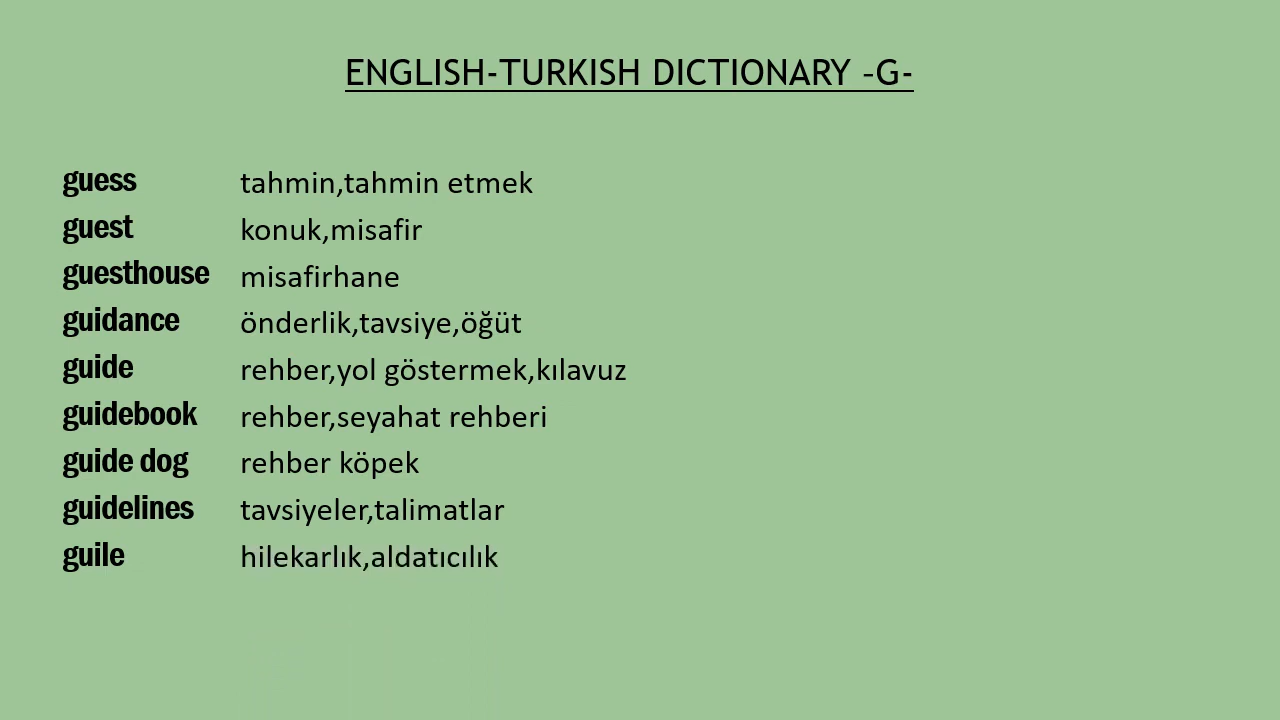 ENGLISH-TURKISH DICTIONARY –G-
guess tahmin,tahmin etmek
guest konuk,misafir
guesthouse misafirhane
guidance önderlik,tavsiye,öğüt
guide rehber,yol göstermek,kılavuz
guidebook rehber,seyahat rehberi
guide dog rehber köpek
guidelines tavsiyeler,talimatlar
guile hilekarlık,aldatıcılık